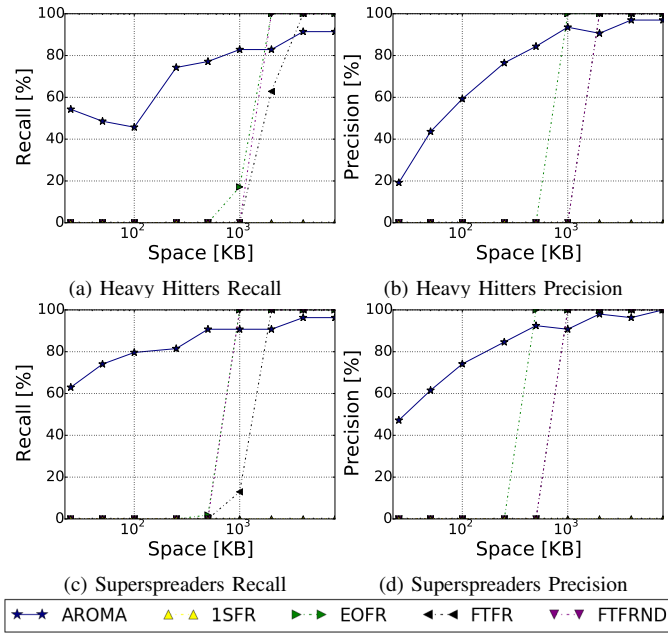 100
80
60
40
20
0
Recall [%]
10²
10³
Space [KB]
(a) Heavy Hitters Recall
100
80
60
40
20
0
Precision [%]
10²
10³
Space [KB]
(b) Heavy Hitters Precision
100
80
60
40
20
0
Recall [%]
10²
10³
Space [KB]
(c) Superspreaders Recall
100
80
60
40
20
0
Precision [%]
10²
10³
Space [KB]
(d) Superspreaders Precision
AROMA 1SFR EOFR FTFR FTFRND